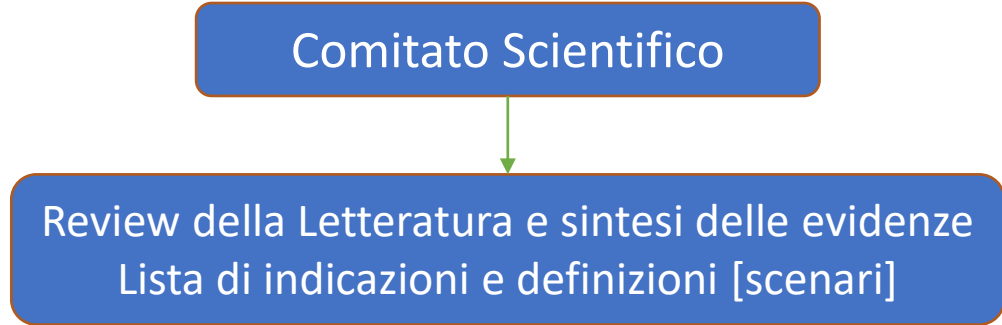 Comitato Scientifico
Review della Letteratura e sintesi delle evidenze
Lista di indicazioni e definizioni [scenari]